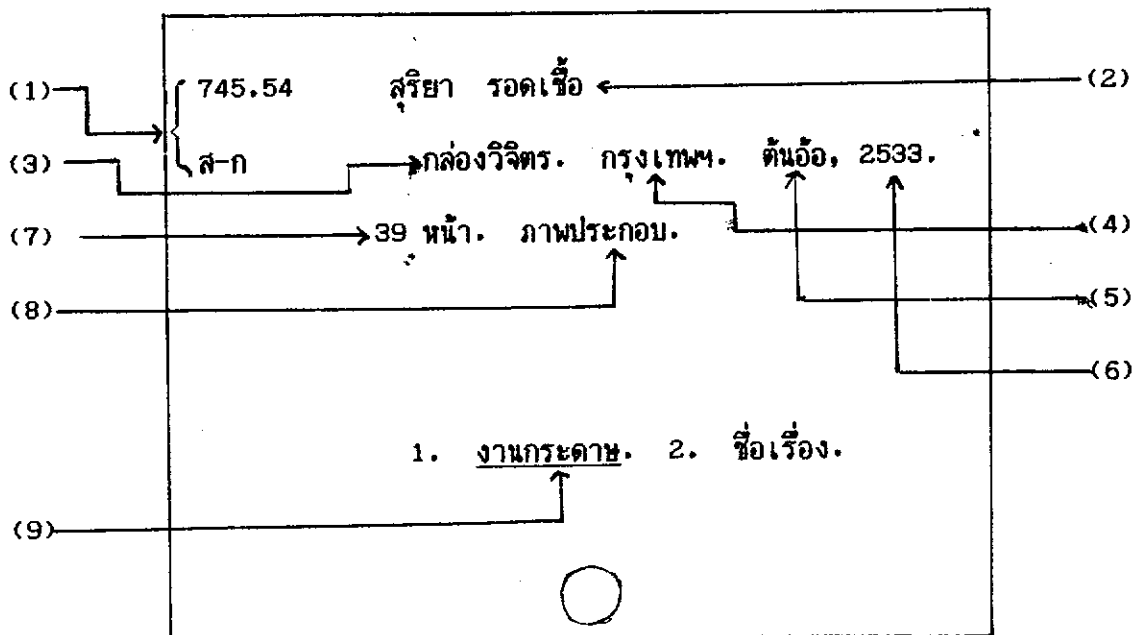 (1) 745.54 สุริยา รอดเชื้อ (2)
(3) ส-ก กล่องวิจิตร. กรุงเทพฯ. ต้นอ้อ, 2533.
(7) 39 หน้า. ภาพประกอบ. (4)
(8) (5)
(6)
1. งานกระดาษ. 2. ชื่อเรื่อง.
(9)